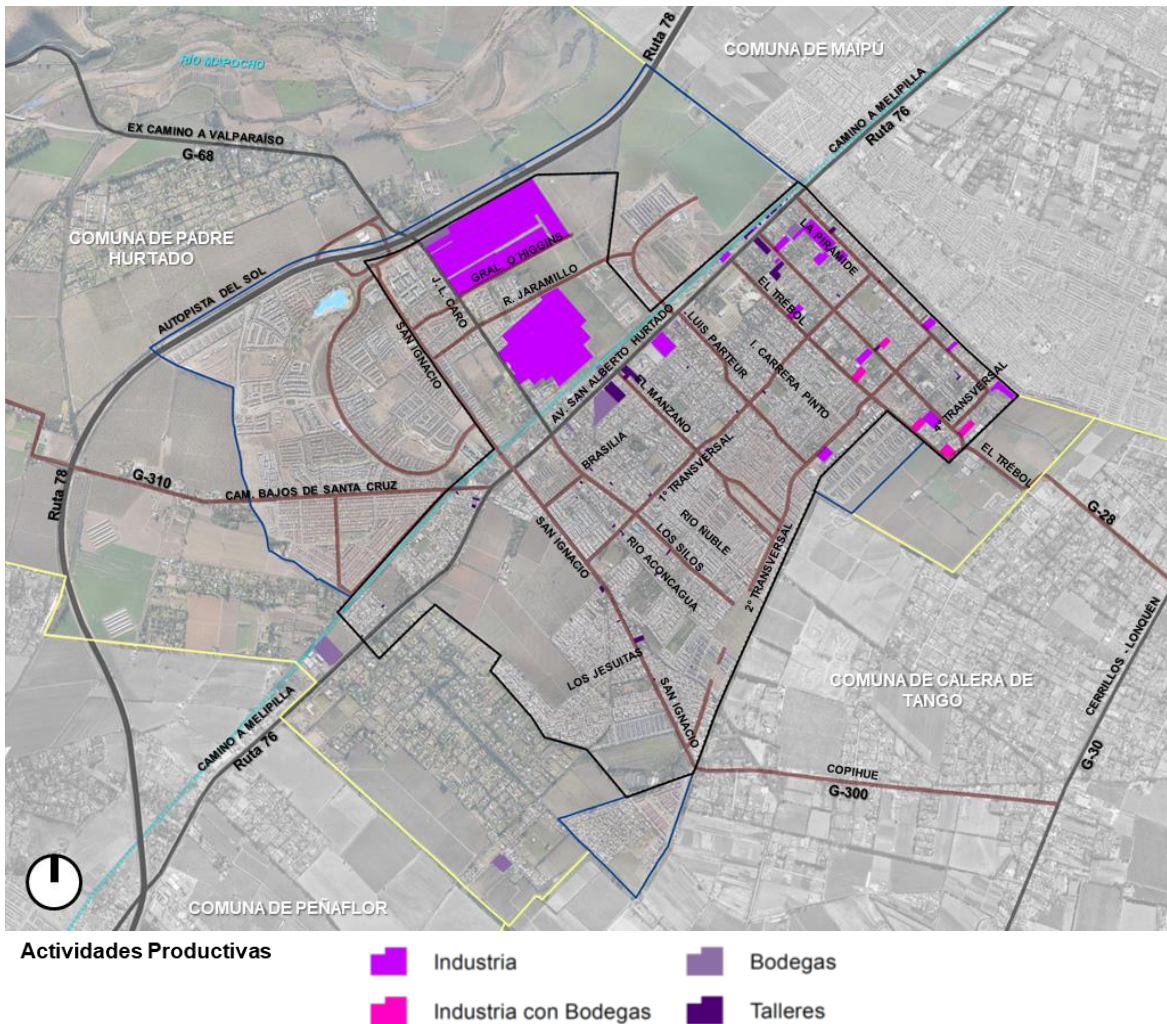 Ruta 78
COMUNA DE MAIPÚ
RÍO MAPOCHO
CAMINO A MELIPILLA
Ruta 76
EX CAMINO A VALPARAÍSO
G-68
COMUNA DE PADRE
HURTADO
LA PIRÁMIDE
AUTOPISTA DEL SOL
GRAL. O HIGGINS
J. L. CARO
R. JARAMILLO
EL TRÉBOL
SAN IGNACIO
LUIS PARTEUR
AV. SAN ALBERTO HURTADO
I. CARRERA PINTO
EL MANZANO
4° TRANSVERSAL
BRASILIA
1° TRANSVERSAL
EL TRÉBOL
G-310
CAM. BAJOS DE SANTA CRUZ
Ruta 78
G-28
SAN IGNACIO
RIO ÑUBLE
LOS SILOS
RIO ACONCAGUA
2° TRANSVERSAL
LOS JESUITAS
SAN IGNACIO
COMUNA DE CALERA DE
TANGO
CERRILLOS - LONQUÉN
G-30
CAMINO A MELIPILLA
Ruta 76
COPIHUE
G-300
COMUNA DE PEÑAFLOR
Actividades Productivas
Industria
Bodegas
Industria con Bodegas
Talleres